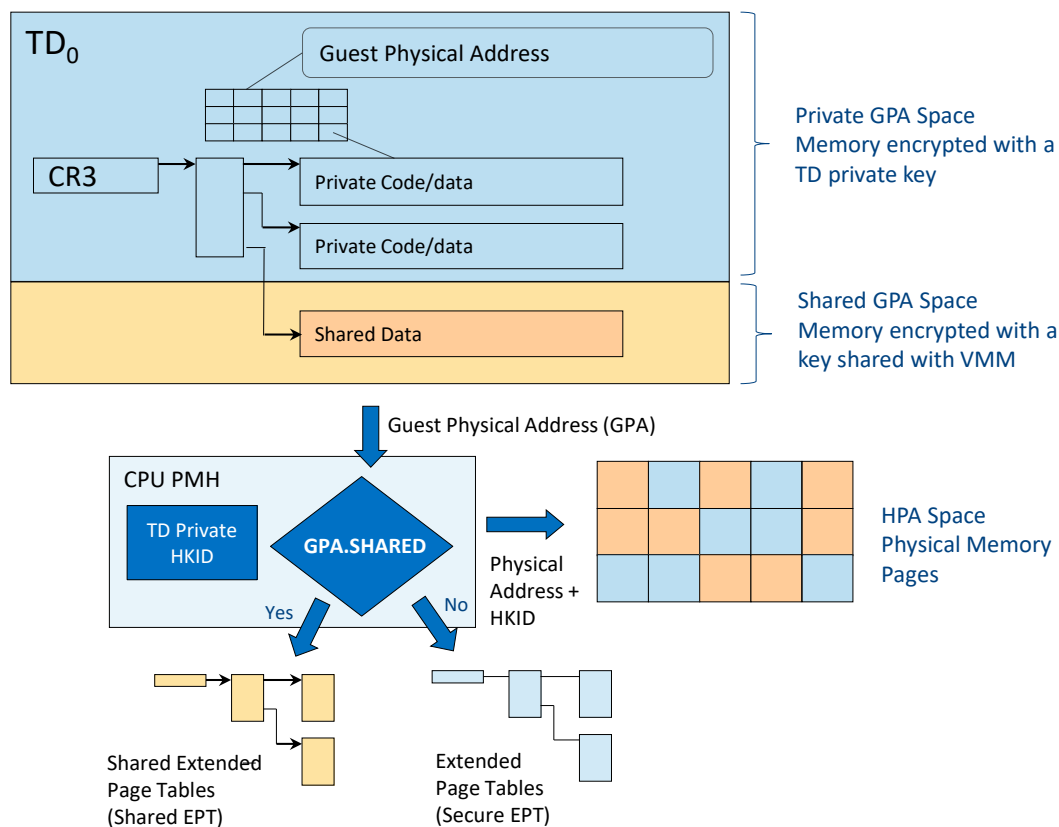 TD0
Guest Physical Address
CR3
Private Code/data
Private Code/data
Shared Data
Private GPA Space
Memory encrypted with a
TD private key
Shared GPA Space
Memory encrypted with a
key shared with VMM
Guest Physical Address (GPA)
CPU PMH
TD Private
HKID
GPA.SHARED
Yes
No
Physical
Address +
HKID
HPA Space
Physical Memory
Pages
Shared Extended
Page Tables
(Shared EPT)
Extended
Page Tables
(Secure EPT)